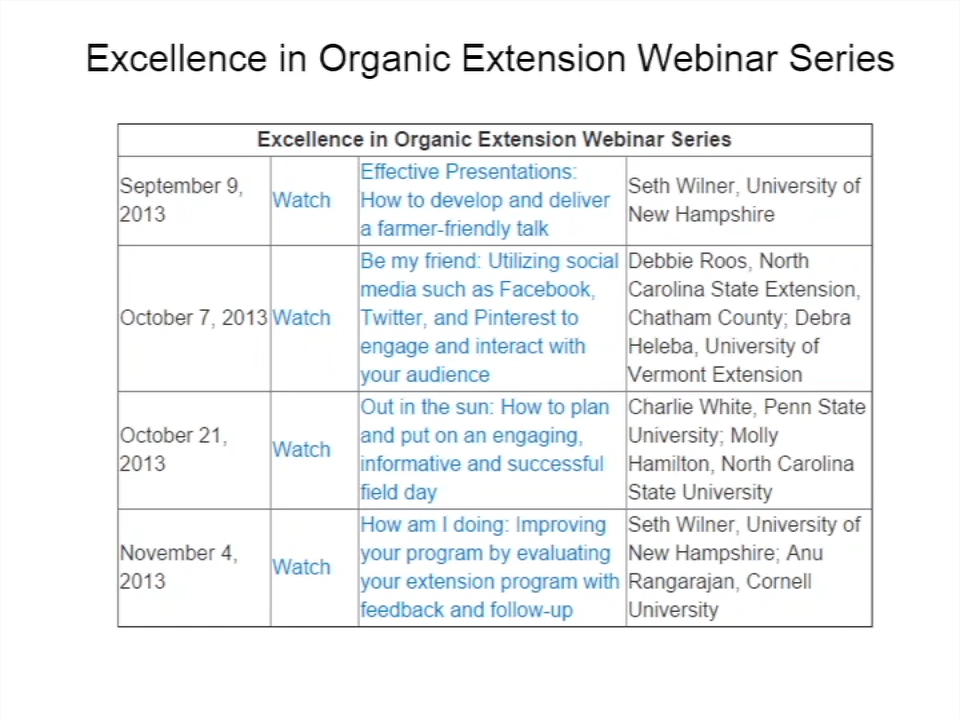 Excellence in Organic Extension Webinar Series
Excellence in Organic Extension Webinar Series
September 9,
2013
Watch
Effective Presentations:
How to develop and deliver
a farmer-friendly talk
Seth Wilner, University of
New Hampshire
October 7, 2013
Watch
Be my friend: Utilizing social
media such as Facebook,
Twitter, and Pinterest to
engage and interact with
your audience
Debbie Roos, North
Carolina State Extension,
Chatham County; Debra
Heleba, University of
Vermont Extension
October 21,
2013
Watch
Out in the sun: How to plan
and put on an engaging,
informative and successful
field day
Charlie White, Penn State
University; Molly
Hamilton, North Carolina
State University
November 4,
2013
Watch
How am I doing: Improving
your program by evaluating
your extension program with
feedback and follow-up
Seth Wilner, University of
New Hampshire; Anu
Rangarajan, Cornell
University